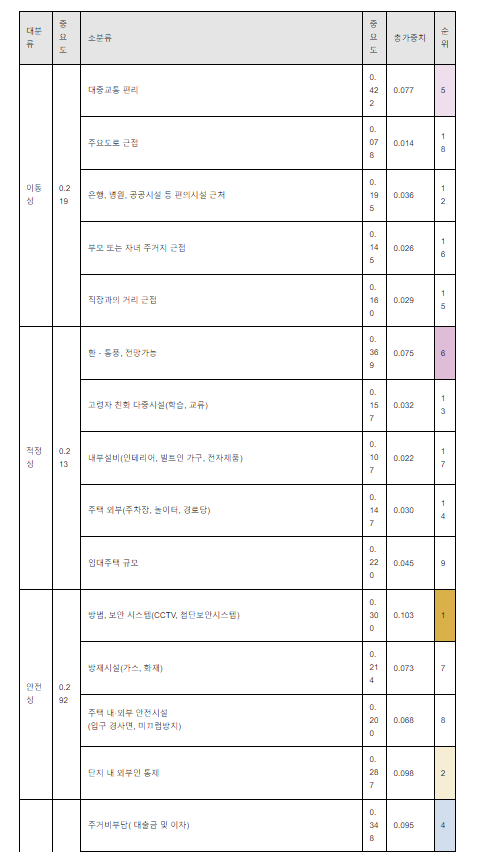 대분류 중요도 소분류 중요도 총가중치 순위
이동성 0.219 대중교통 편리 0.422 0.077 5
주요도로 근접 0.078 0.014 18
은행, 병원, 공공시설 등 편의시설 근처 0.195 0.036 12
부모 또는 자녀 주거지 근접 0.145 0.026 16
직장과의 거리 근접 0.160 0.029 15
적정성 0.213 환·통풍, 전망가능 0.369 0.075 6
고령자 친화 다중시설(학습, 교류) 0.157 0.032 13
내부설비(인테리어, 빌트인 가구, 전자제품) 0.107 0.022 17
주택 외부(주차장, 놀이터, 경로당) 0.147 0.030 14
임대주택 규모 0.220 0.045 9
안전성 0.292 방범, 보안 시스템(CCTV, 첨단보안시스템) 0.300 0.103 1
방재시설(가스, 화재) 0.214 0.073 7
주택 내·외부 안전시설
(입구 경사면, 미끄럼방지) 0.200 0.068 8
단지 내 외부인 통제 0.287 0.098 2
주거비부담( 대출금 및 이자) 0.348 0.095 4